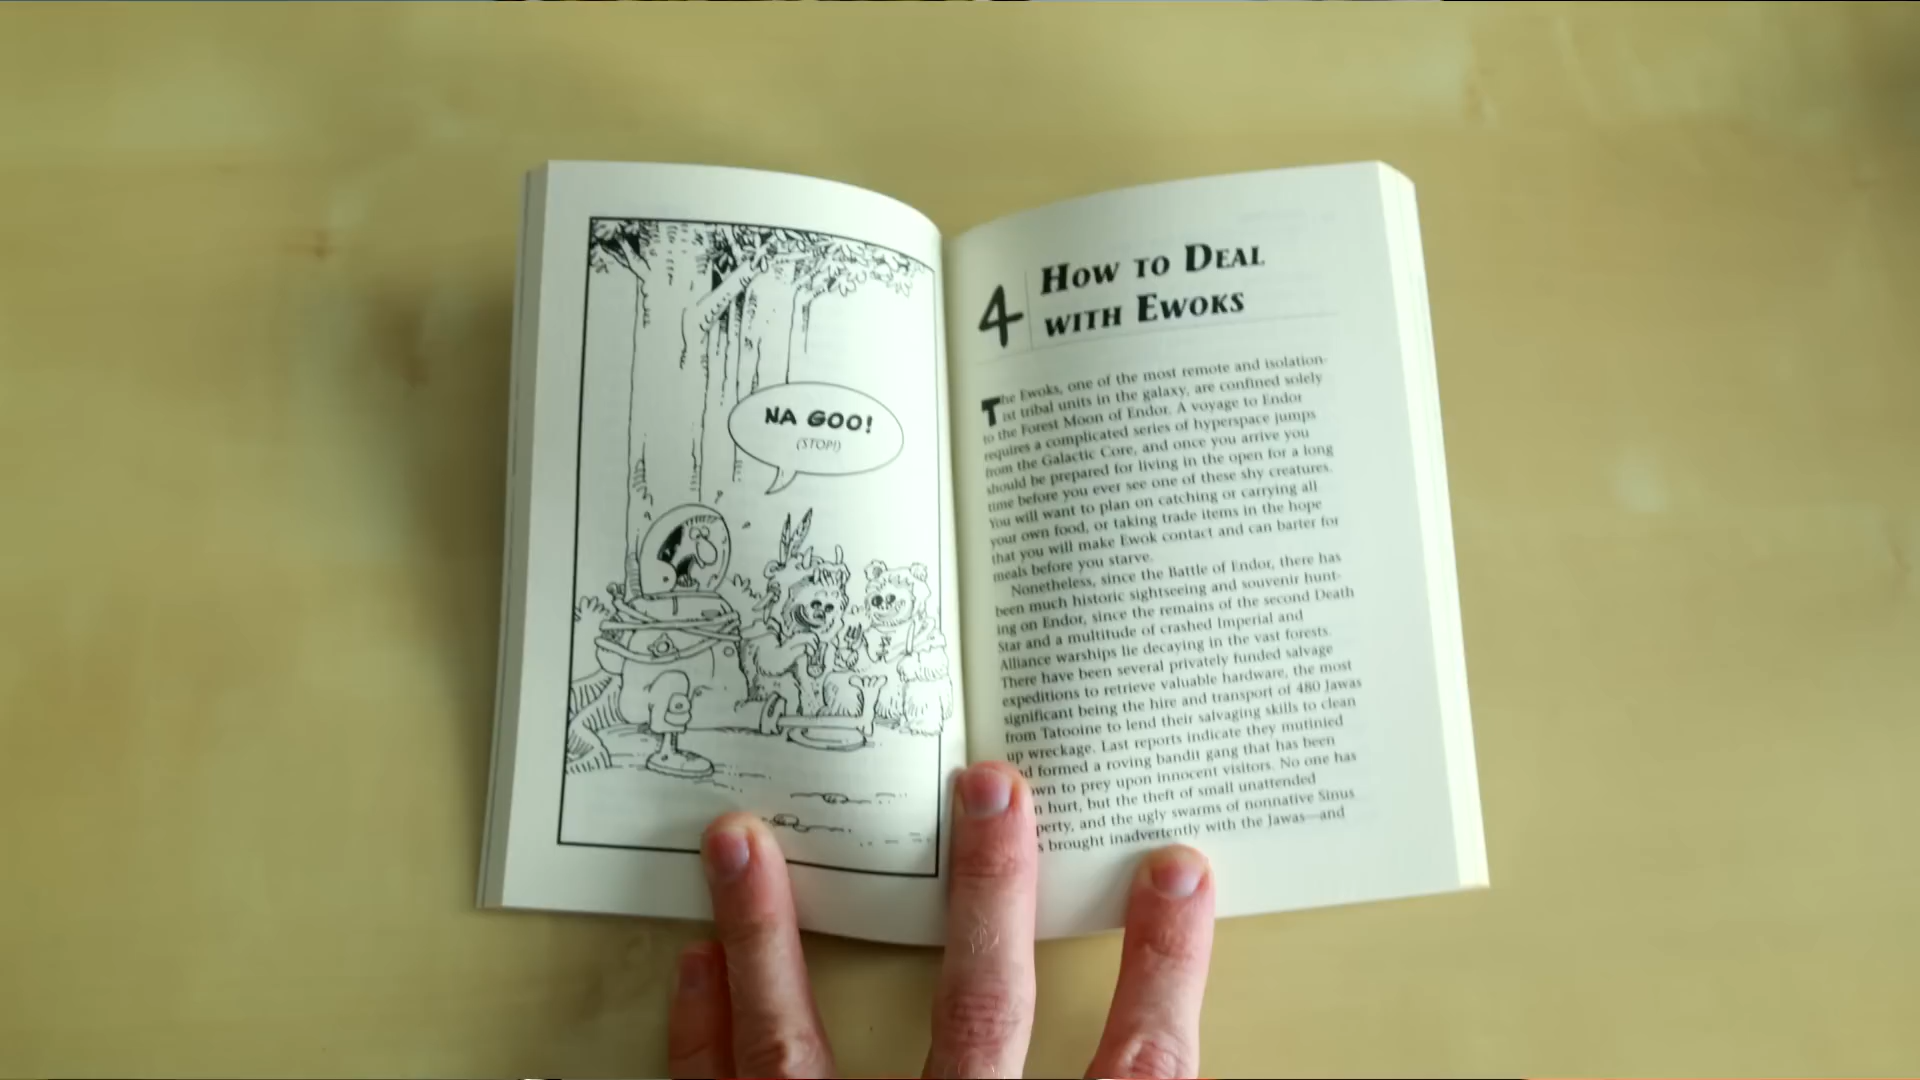 NA GOO!
(STOP!)
4
HOW TO DEAL
WITH EWOKS
The Ewoks, one of the most remote and isolation-
ist tribal units in the galaxy, are confined solely
to the Forest Moon of Endor. A voyage to Endor
requires a complicated series of hyperspace jumps
from the Galactic Core, and once you arrive you
should be prepared for living in the open for a long
time before you ever see one of these shy creatures.
You will want to plan on catching or carrying all
your own food, or taking trade items in the hope
that you will make Ewok contact and can barter for
meals before you starve.
Nonetheless, since the Battle of Endor, there has
been much historic sightseeing and souvenir hunt-
ing on Endor, since the remains of the second Death
Star and a multitude of crashed Imperial and
Alliance warships lie decaying in the vast forests.
There have been several privately funded salvage
expeditions to retrieve valuable hardware, the most
significant being the hire and transport of 480 Jawas
from Tatooine to lend their salvaging skills to clean
up wreckage. Last reports indicate they mutinied
formed a roving bandit gang that has been
to prey upon innocent visitors. No one has
hurt, but the theft of small unattended
and the ugly swarms of nonnative Sinus
brought inadvertently with the Jawas—and